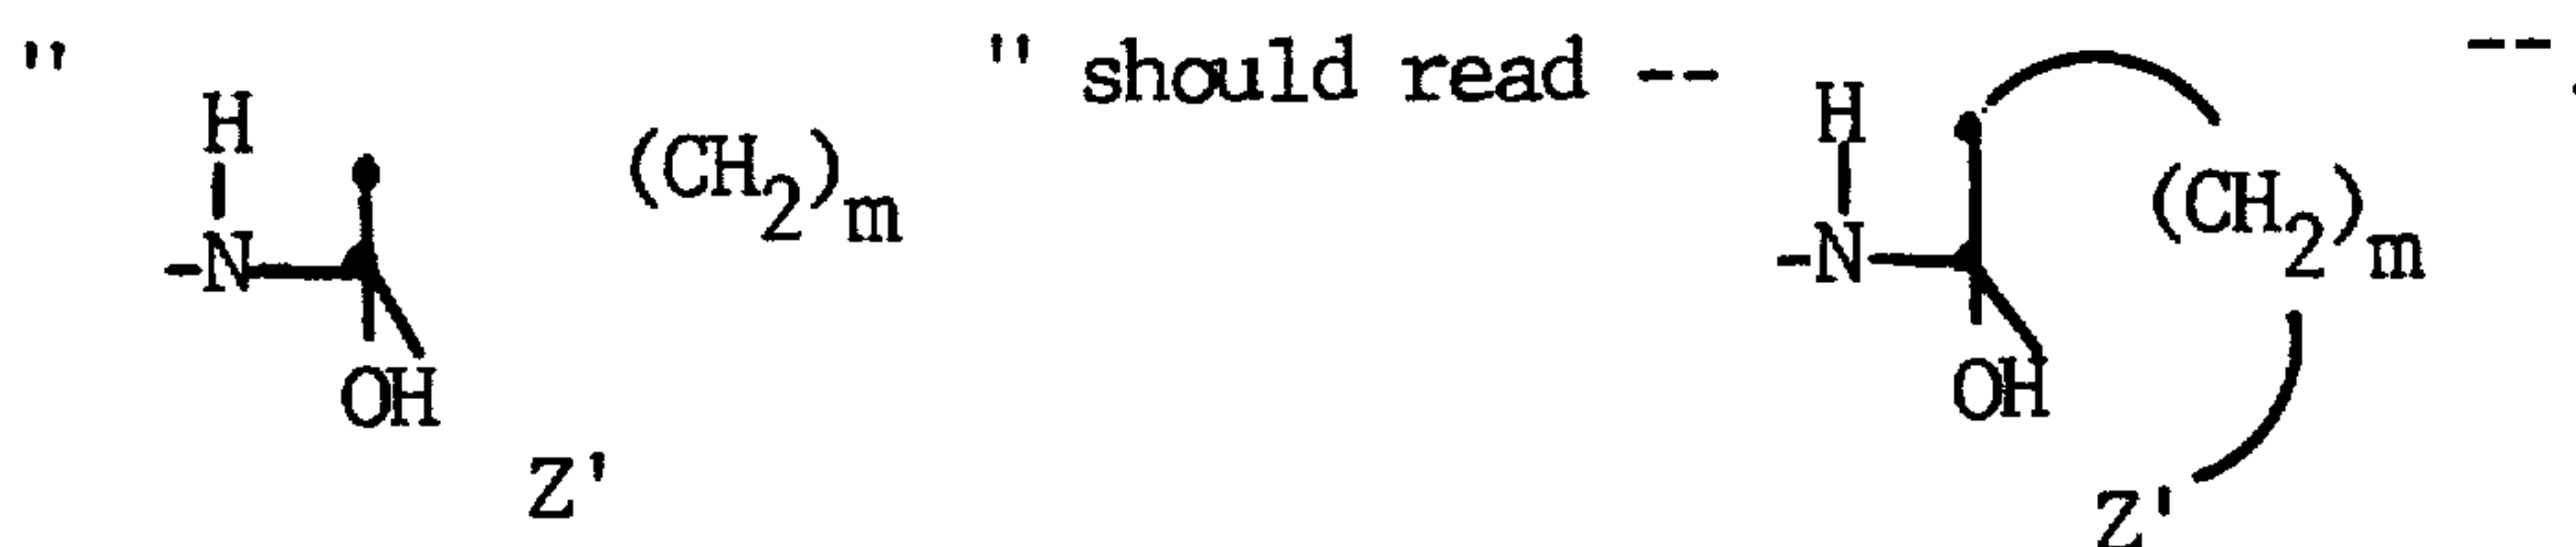 " " should read -- --.
H H
(CH2)m (CH2)m
-N -N
OH OH
Z' Z'